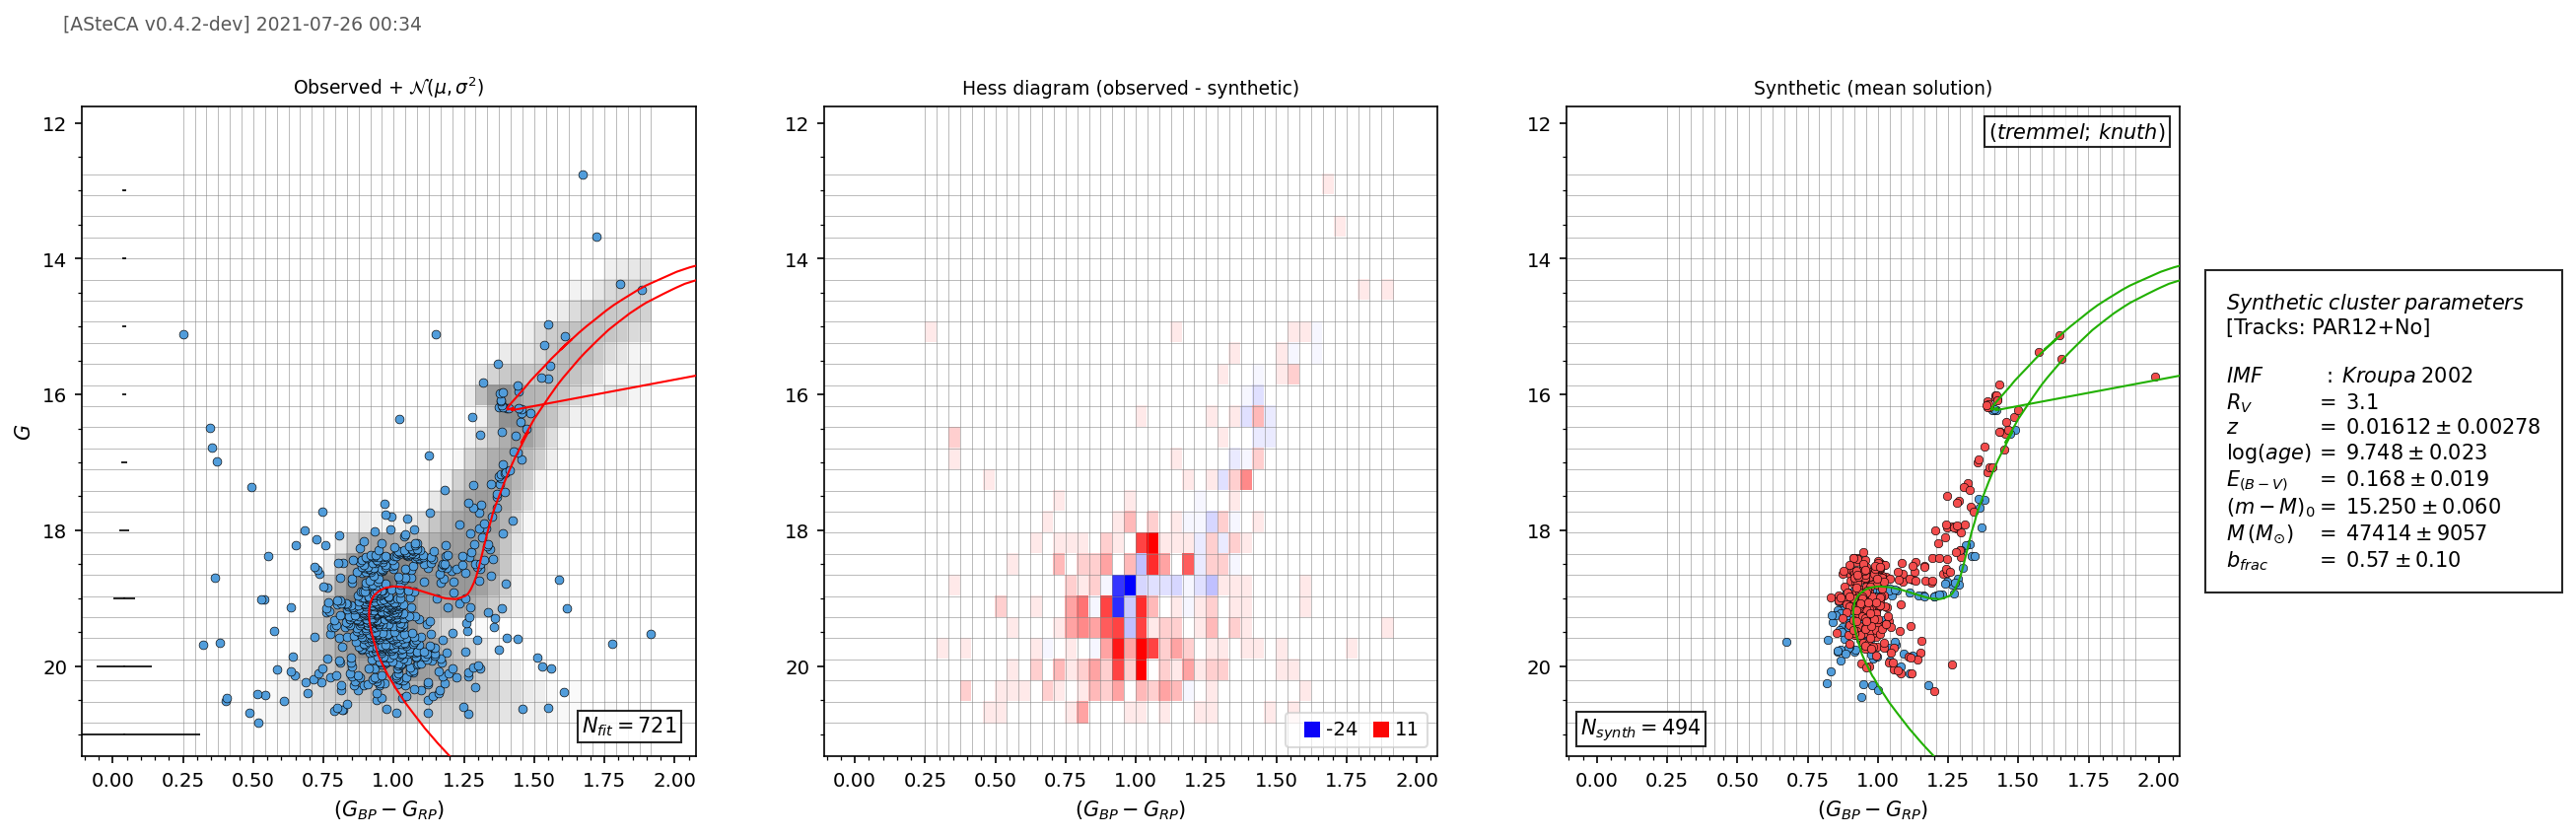 [ASteCA v0.4.2-dev] 2021-07-26 00:34
Observed + 𝒩(μ, σ²)
12
14
16
18
20
G
N_fit = 721
0.00 0.25 0.50 0.75 1.00 1.25 1.50 1.75 2.00
(G_BP − G_RP)
Hess diagram (observed - synthetic)
12
14
16
18
20
-24 11
0.00 0.25 0.50 0.75 1.00 1.25 1.50 1.75 2.00
(G_BP − G_RP)
Synthetic (mean solution)
(tremmel; knuth)
12
14
16
18
20
N_synth = 494
0.00 0.25 0.50 0.75 1.00 1.25 1.50 1.75 2.00
(G_BP − G_RP)
Synthetic cluster parameters
[Tracks: PAR12+No]
IMF : Kroupa 2002
R_V = 3.1
z = 0.01612 ± 0.00278
log(age) = 9.748 ± 0.023
E_(B−V) = 0.168 ± 0.019
(m − M)₀ = 15.250 ± 0.060
M (M_⊙) = 47414 ± 9057
b_frac = 0.57 ± 0.10